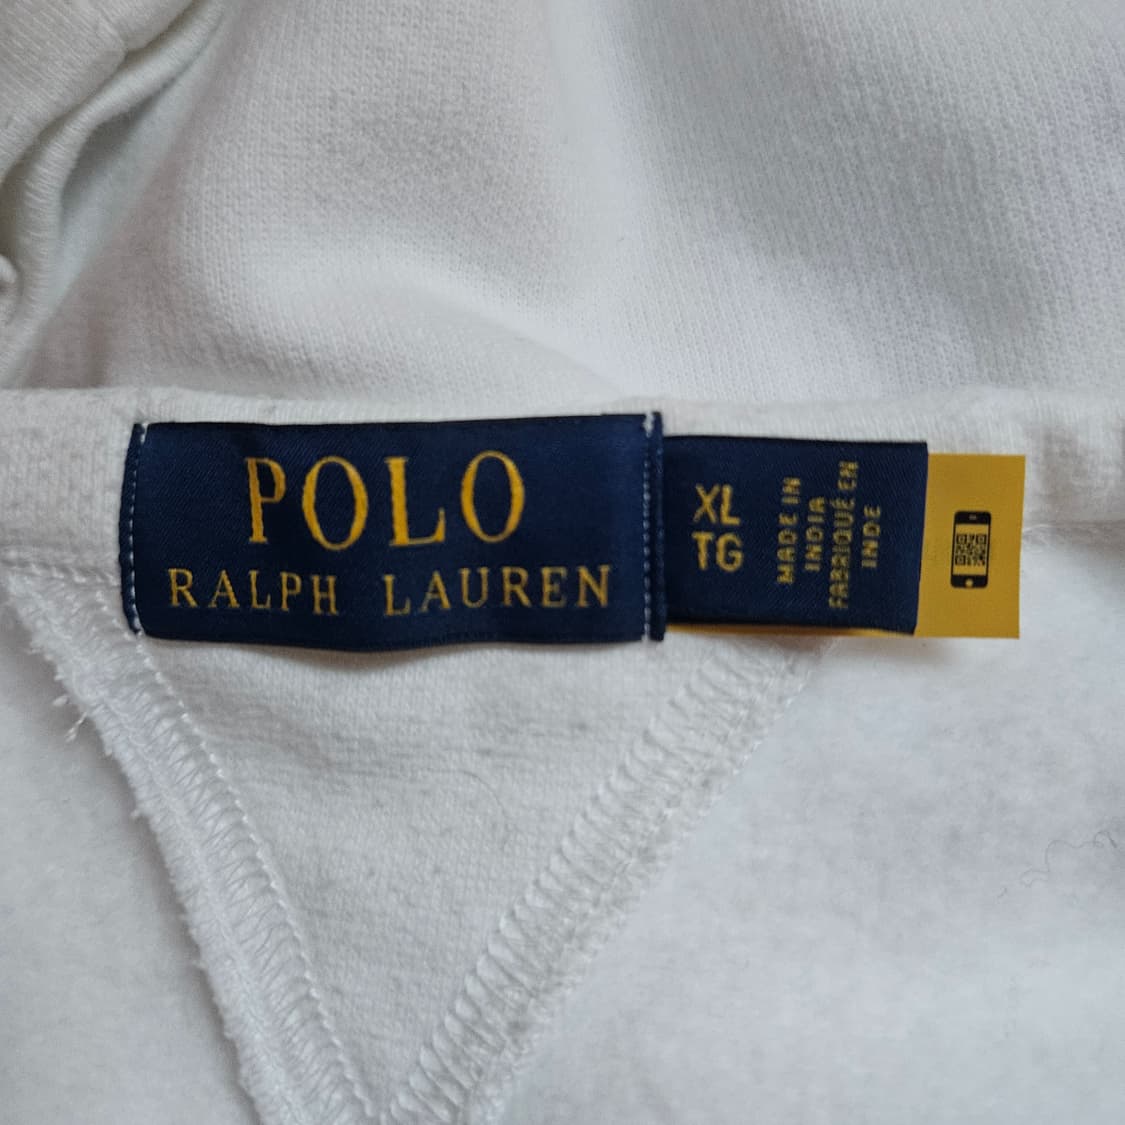 POLO
RALPH LAUREN
XL
TG
MADE IN
INDIA
FABRIQUÉ EN
INDE